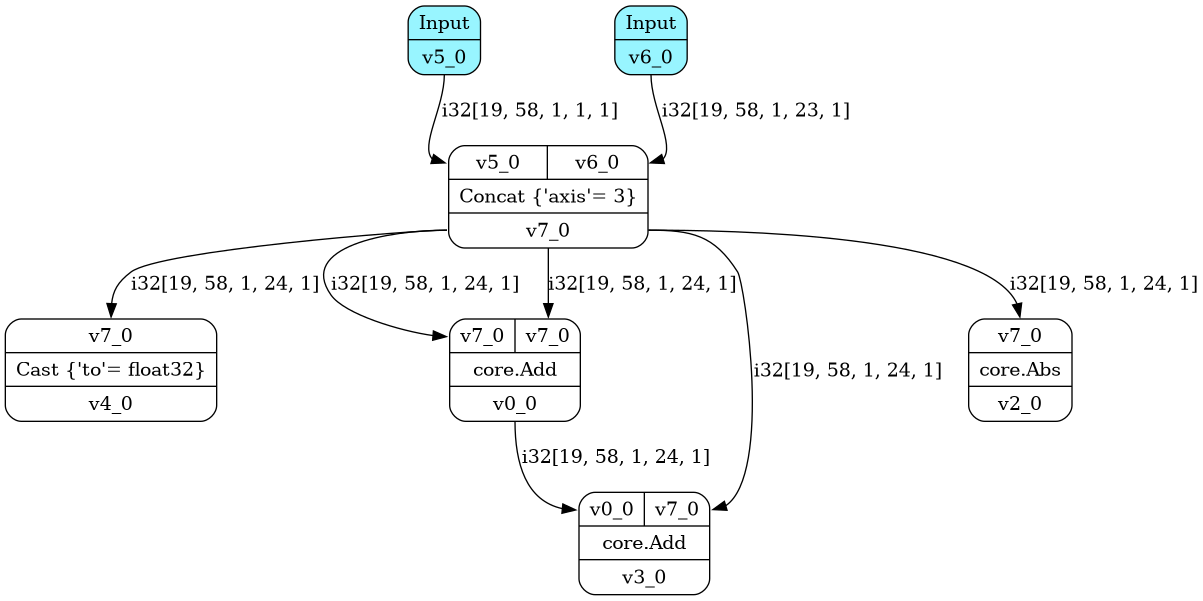 Input
v5_0
Input
v6_0
i32[19, 58, 1, 1, 1]
i32[19, 58, 1, 23, 1]
v5_0
v6_0
Concat {'axis'= 3}
v7_0
i32[19, 58, 1, 24, 1]
i32[19, 58, 1, 24, 1]
i32[19, 58, 1, 24, 1]
i32[19, 58, 1, 24, 1]
v7_0
Cast {'to'= float32}
v4_0
v7_0
v7_0
core.Add
v0_0
i32[19, 58, 1, 24, 1]
v7_0
core.Abs
v2_0
i32[19, 58, 1, 24, 1]
v0_0
v7_0
core.Add
v3_0